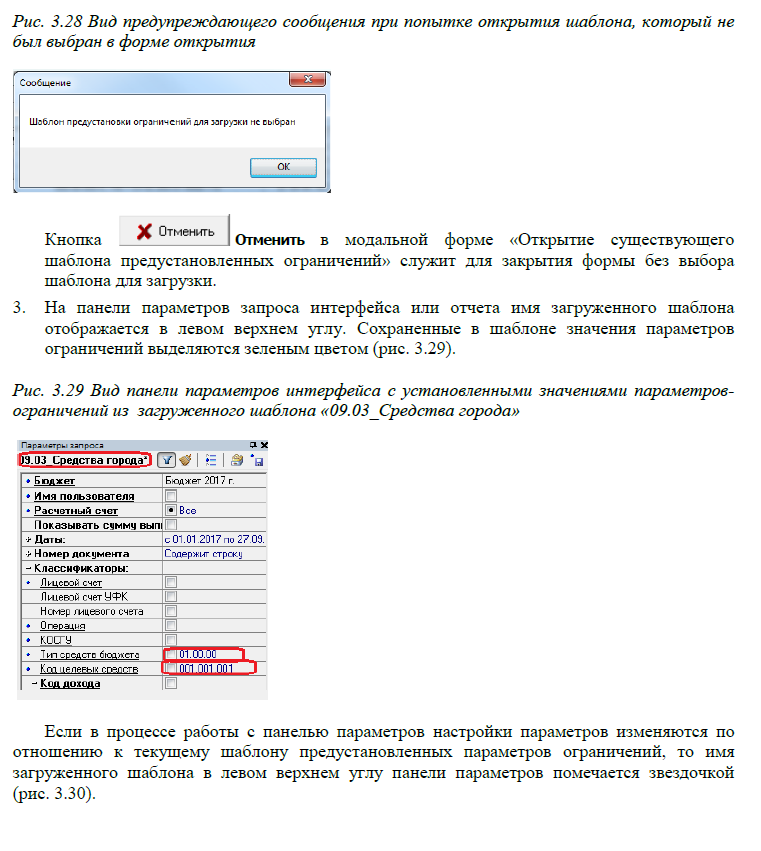 Рис. 3.28 Вид предупреждающего сообщения при попытке открытия шаблона, который не
был выбран в форме открытия
Сообщение
Шаблон предустановки ограничений для загрузки не выбран
ОК
Кнопка Отменить Отменить в модальной форме «Открытие существующего
шаблона предустановленных ограничений» служит для закрытия формы без выбора
шаблона для загрузки.
3. На панели параметров запроса интерфейса или отчета имя загруженного шаблона
отображается в левом верхнем углу. Сохраненные в шаблоне значения параметров
ограничений выделяются зеленым цветом (рис. 3.29).
Рис. 3.29 Вид панели параметров интерфейса с установленными значениями параметров-
ограничений из загруженного шаблона «09.03_Средства города»
Параметры запроса
09.03_Средства города*
Бюджет Бюджет 2017 г.
Имя пользователя
Расчетный счет Все
Показывать сумму вып
Даты: с 01.01.2017 по 27.09.
Номер документа Содержит строку
Классификаторы:
Лицевой счет
Лицевой счет УФК
Номер лицевого счета
Операция
КОСГУ
Тип средств бюджета 01.00.00
Код целевых средств 001.001.001
Код дохода
Если в процессе работы с панелью параметров настройки параметров изменяются по
отношению к текущему шаблону предустановленных параметров ограничений, то имя
загруженного шаблона в левом верхнем углу панели параметров помечается звездочкой
(рис. 3.30).